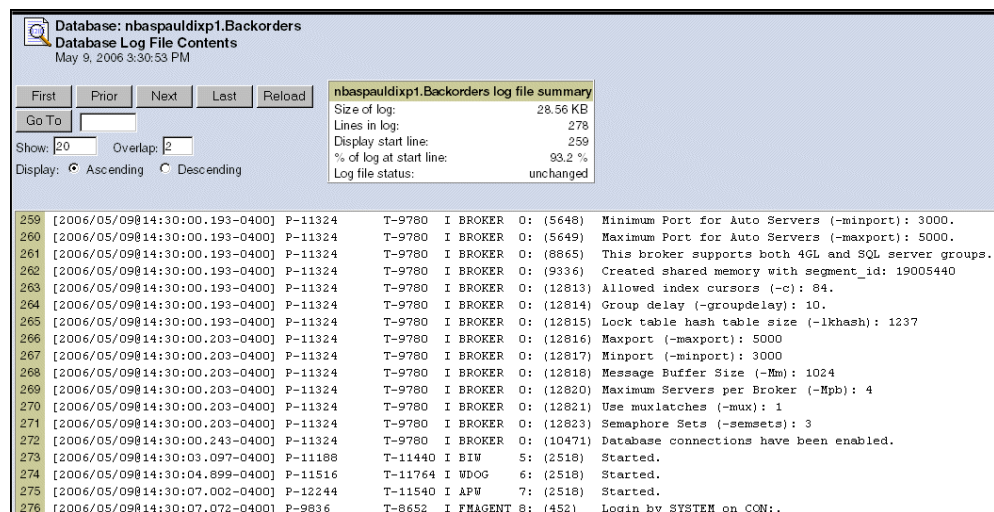 Database: nbaspauldixp1.Backorders
Database Log File Contents
May 9, 2006 3:30:53 PM
First Prior Next Last Reload
Go To
Show: 20 Overlap: 2
Display: Ascending Descending
nbaspauldixp1.Backorders log file summary
Size of log: 28.56 KB
Lines in log: 278
Display start line: 259
% of log at start line: 93.2 %
Log file status: unchanged
259 [2006/05/09@14:30:00.193-0400] P-11324 T-9780 I BROKER 0: (5648) Minimum Port for Auto Servers (-minport): 3000.
260 [2006/05/09@14:30:00.193-0400] P-11324 T-9780 I BROKER 0: (5649) Maximum Port for Auto Servers (-maxport): 5000.
261 [2006/05/09@14:30:00.193-0400] P-11324 T-9780 I BROKER 0: (8865) This broker supports both 4GL and SQL server groups.
262 [2006/05/09@14:30:00.193-0400] P-11324 T-9780 I BROKER 0: (9336) Created shared memory with segment_id: 19005440
263 [2006/05/09@14:30:00.193-0400] P-11324 T-9780 I BROKER 0: (12813) Allowed index cursors (-c): 84.
264 [2006/05/09@14:30:00.193-0400] P-11324 T-9780 I BROKER 0: (12814) Group delay (-groupdelay): 10.
265 [2006/05/09@14:30:00.193-0400] P-11324 T-9780 I BROKER 0: (12815) Lock table hash table size (-lkhash): 1237
266 [2006/05/09@14:30:00.203-0400] P-11324 T-9780 I BROKER 0: (12816) Maxport (-maxport): 5000
267 [2006/05/09@14:30:00.203-0400] P-11324 T-9780 I BROKER 0: (12817) Minport (-minport): 3000
268 [2006/05/09@14:30:00.203-0400] P-11324 T-9780 I BROKER 0: (12818) Message Buffer Size (-Mm): 1024
269 [2006/05/09@14:30:00.203-0400] P-11324 T-9780 I BROKER 0: (12820) Maximum Servers per Broker (-Mpb): 4
270 [2006/05/09@14:30:00.203-0400] P-11324 T-9780 I BROKER 0: (12821) Use muxlatches (-mux): 1
271 [2006/05/09@14:30:00.203-0400] P-11324 T-9780 I BROKER 0: (12823) Semaphore Sets (-semsets): 3
272 [2006/05/09@14:30:00.243-0400] P-11324 T-9780 I BROKER 0: (10471) Database connections have been enabled.
273 [2006/05/09@14:30:03.097-0400] P-11188 T-11440 I BIW 5: (2518) Started.
274 [2006/05/09@14:30:04.899-0400] P-11516 T-11764 I WDOG 6: (2518) Started.
275 [2006/05/09@14:30:07.002-0400] P-12244 T-11540 I APW 7: (2518) Started.
276 [2006/05/09@14:30:07.072-0400] P-9836 T-8652 I FMAGENT 8: (452) Login by SYSTEM on CON:.